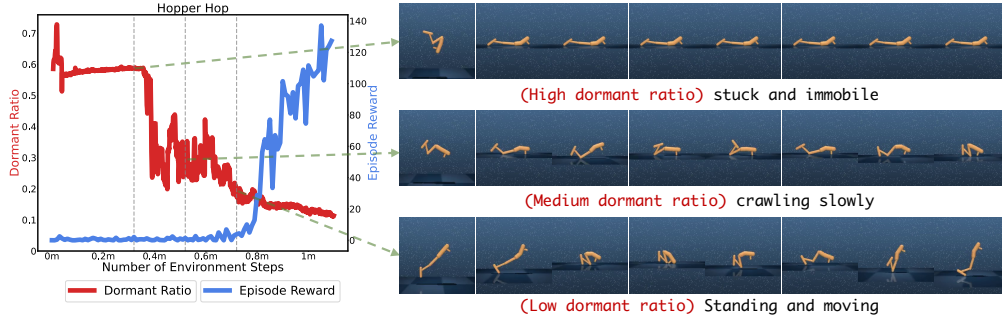 Hopper Hop
0.7
0.6
0.5
0.4
0.3
0.2
0.1
0
Dormant Ratio
140
120
100
80
60
40
20
0
Episode Reward
0m 0.2m 0.4m 0.6m 0.8m 1m
Number of Environment Steps
Dormant Ratio Episode Reward
(High dormant ratio) stuck and immobile
(Medium dormant ratio) crawling slowly
(Low dormant ratio) Standing and moving